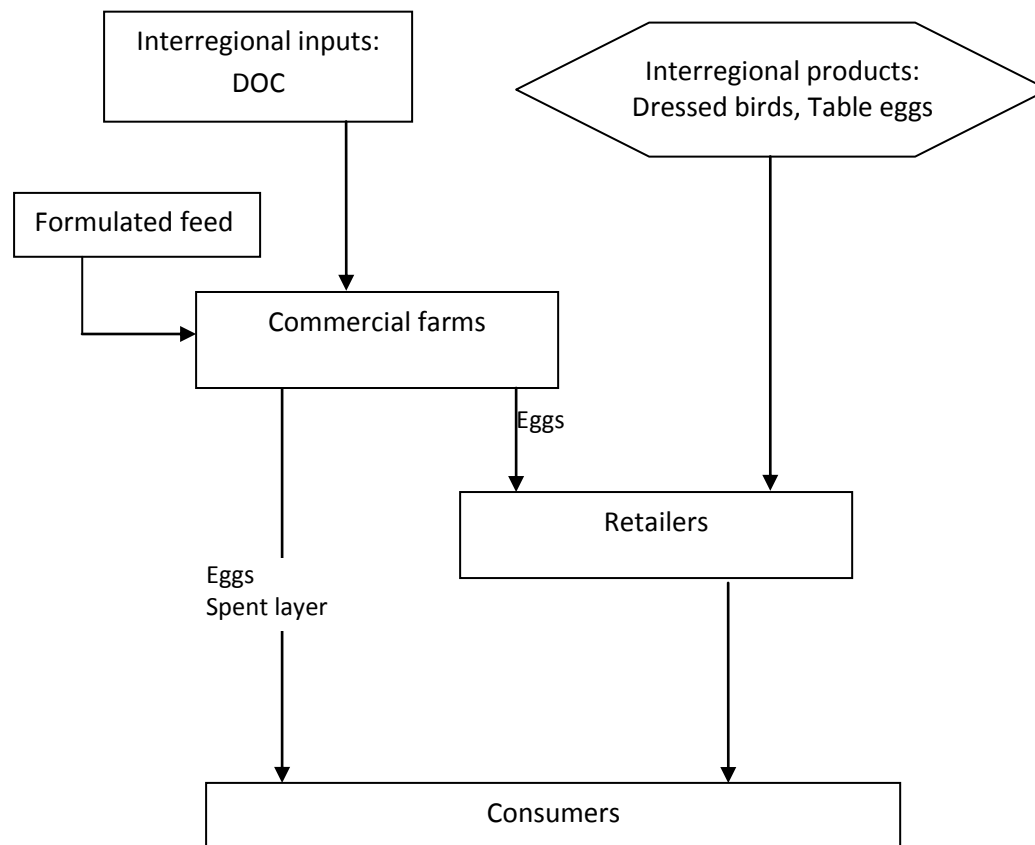 Interregional inputs:
DOC
Interregional products:
Dressed birds, Table eggs
Formulated feed
Commercial farms
Eggs
Retailers
Eggs
Spent layer
Consumers